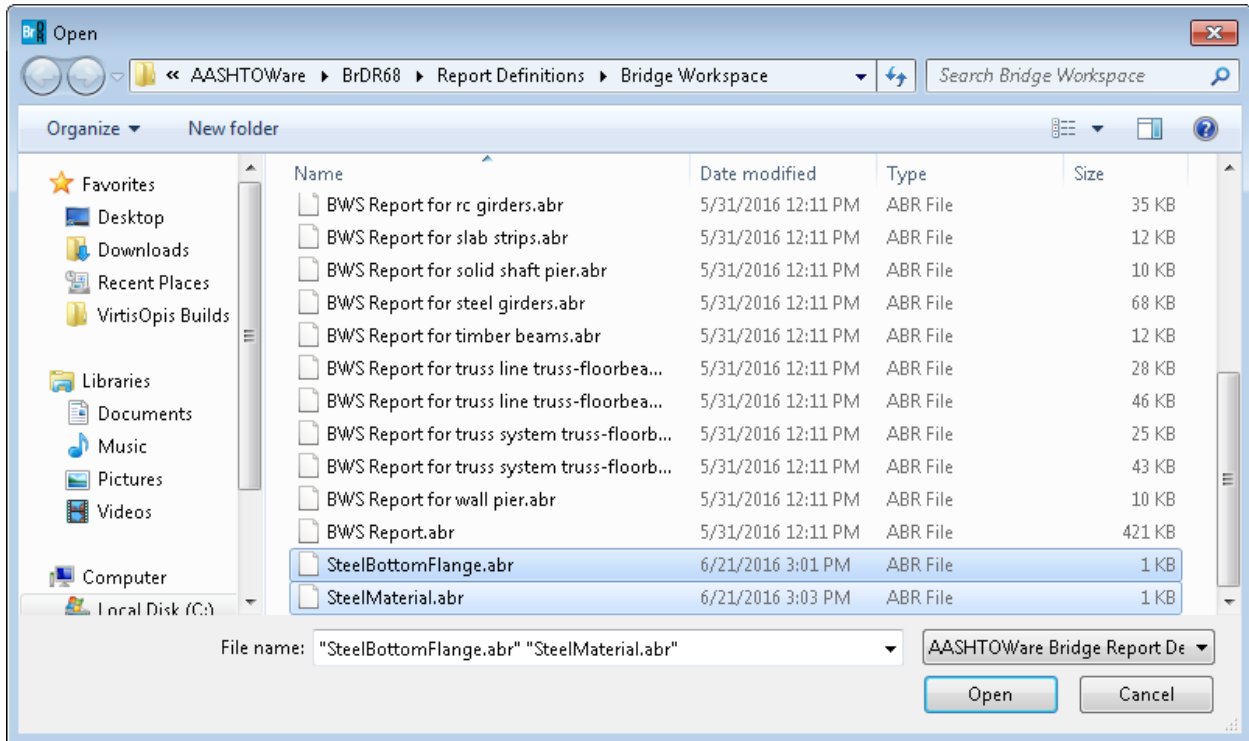 Br DR Open
« AASHTOWare ▸ BrDR68 ▸ Report Definitions ▸ Bridge Workspace Search Bridge Workspace
Organize New folder
Name Date modified Type Size
Favorites
Desktop
Downloads
Recent Places
VirtisOpis Builds
Libraries
Documents
Music
Pictures
Videos
Computer
Local Disk (C:)
BWS Report for rc girders.abr 5/31/2016 12:11 PM ABR File 35 KB
BWS Report for slab strips.abr 5/31/2016 12:11 PM ABR File 12 KB
BWS Report for solid shaft pier.abr 5/31/2016 12:11 PM ABR File 10 KB
BWS Report for steel girders.abr 5/31/2016 12:11 PM ABR File 68 KB
BWS Report for timber beams.abr 5/31/2016 12:11 PM ABR File 12 KB
BWS Report for truss line truss-floorbea... 5/31/2016 12:11 PM ABR File 28 KB
BWS Report for truss line truss-floorbea... 5/31/2016 12:11 PM ABR File 46 KB
BWS Report for truss system truss-floorb... 5/31/2016 12:11 PM ABR File 25 KB
BWS Report for truss system truss-floorb... 5/31/2016 12:11 PM ABR File 43 KB
BWS Report for wall pier.abr 5/31/2016 12:11 PM ABR File 10 KB
BWS Report.abr 5/31/2016 12:11 PM ABR File 421 KB
SteelBottomFlange.abr 6/21/2016 3:01 PM ABR File 1 KB
SteelMaterial.abr 6/21/2016 3:03 PM ABR File 1 KB
File name: "SteelBottomFlange.abr" "SteelMaterial.abr" AASHTOWare Bridge Report De
Open Cancel